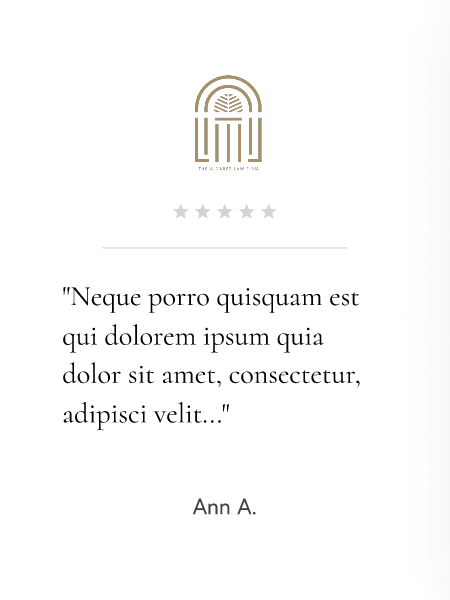 THE ALVAREZ LAW FIRM
"Neque porro quisquam est
qui dolorem ipsum quia
dolor sit amet, consectetur,
adipisci velit..."
Ann A.